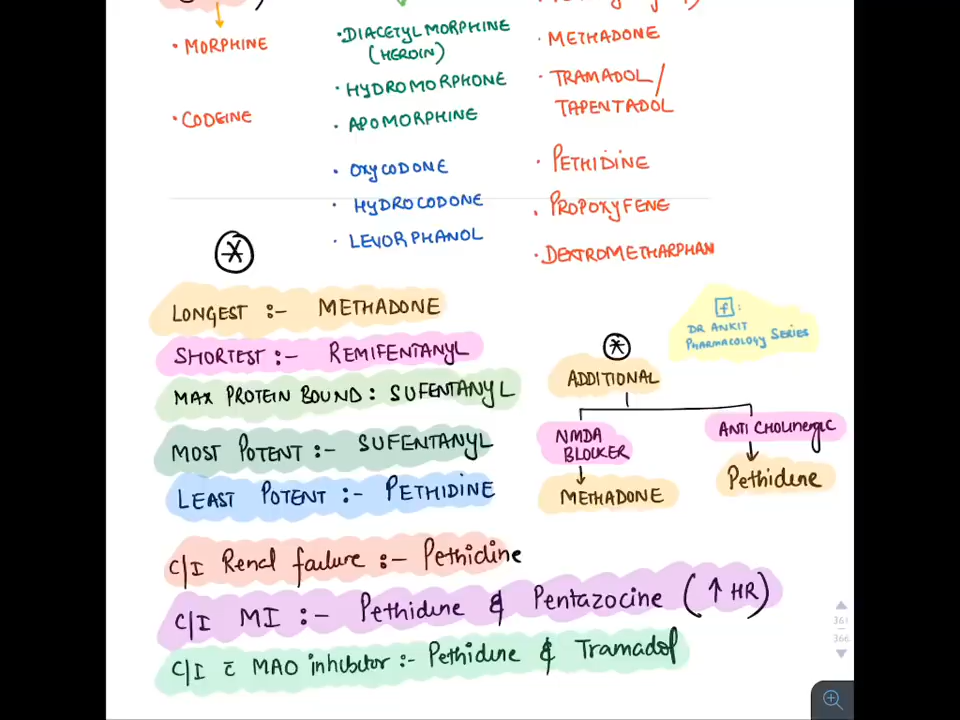 • MORPHINE
• CODEINE
• DIACETYL MORPHINE
(HEROIN)
• HYDROMORPHONE
• APOMORPHINE
• OXYCODONE
• HYDROCODONE
• LEVORPHANOL
• METHADONE
• TRAMADOL/
TAPENTADOL
• PETHIDINE
• PROPOXYFENE
• DEXTROMETHARPHAN
LONGEST :- METHADONE
SHORTEST :- REMIFENTANYL
MAX PROTEIN BOUND : SUFENTANYL
MOST POTENT :- SUFENTANYL
LEAST POTENT :- PETHIDINE
C/I Renal failure :- Pethidine
C/I MI :- Pethidine & Pentazocine (↑ HR)
C/I c̄ MAO inhibitor :- Pethidine & Tramadol
f :
DR ANKIT
PHARMACOLOGY SERIES
ADDITIONAL
NMDA
BLOCKER
METHADONE
ANTI CHOLINERGIC
Pethidine
361
366